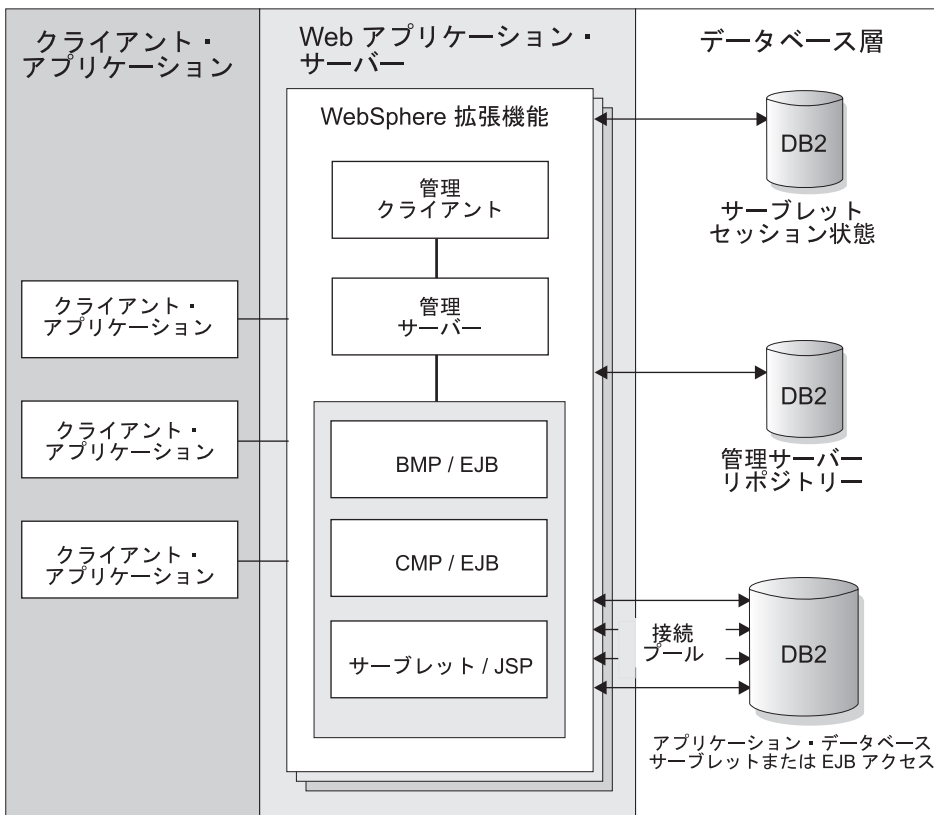 クライアント・
アプリケーション
Web アプリケーション・
サーバー
データベース層
WebSphere 拡張機能
管理
クライアント
管理
サーバー
BMP / EJB
CMP / EJB
サーブレット / JSP
クライアント・
アプリケーション
クライアント・
アプリケーション
クライアント・
アプリケーション
DB2
サーブレット
セッション状態
DB2
管理サーバー
リポジトリー
接続
プール
DB2
アプリケーション・データベース
サーブレットまたは EJB アクセス